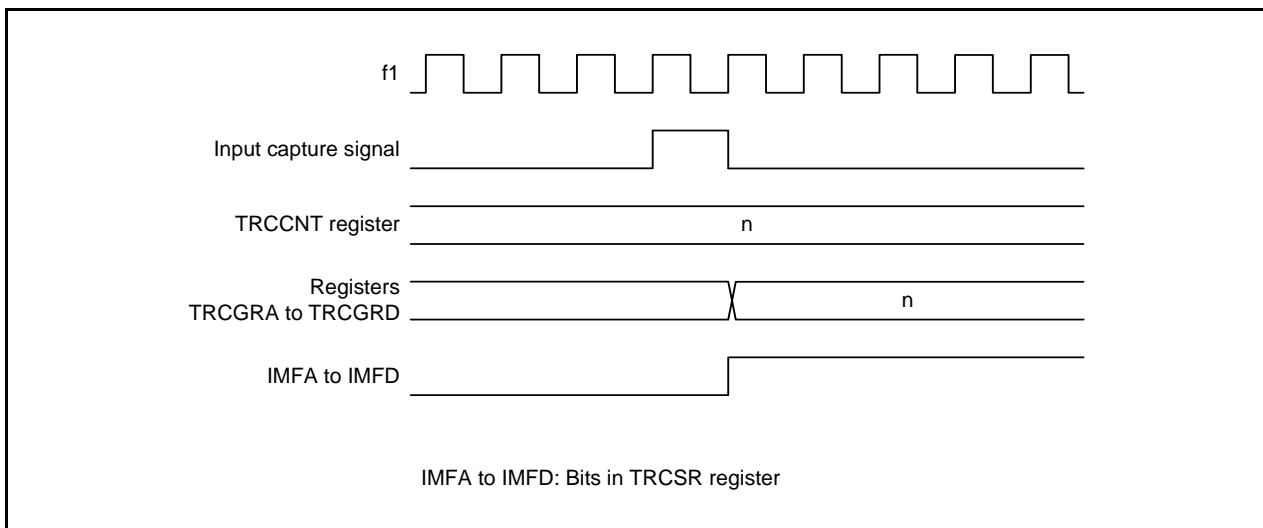 f1
Input capture signal
TRCCNT register
n
Registers
TRCGRA to TRCGRD
n
IMFA to IMFD
IMFA to IMFD: Bits in TRCSR register